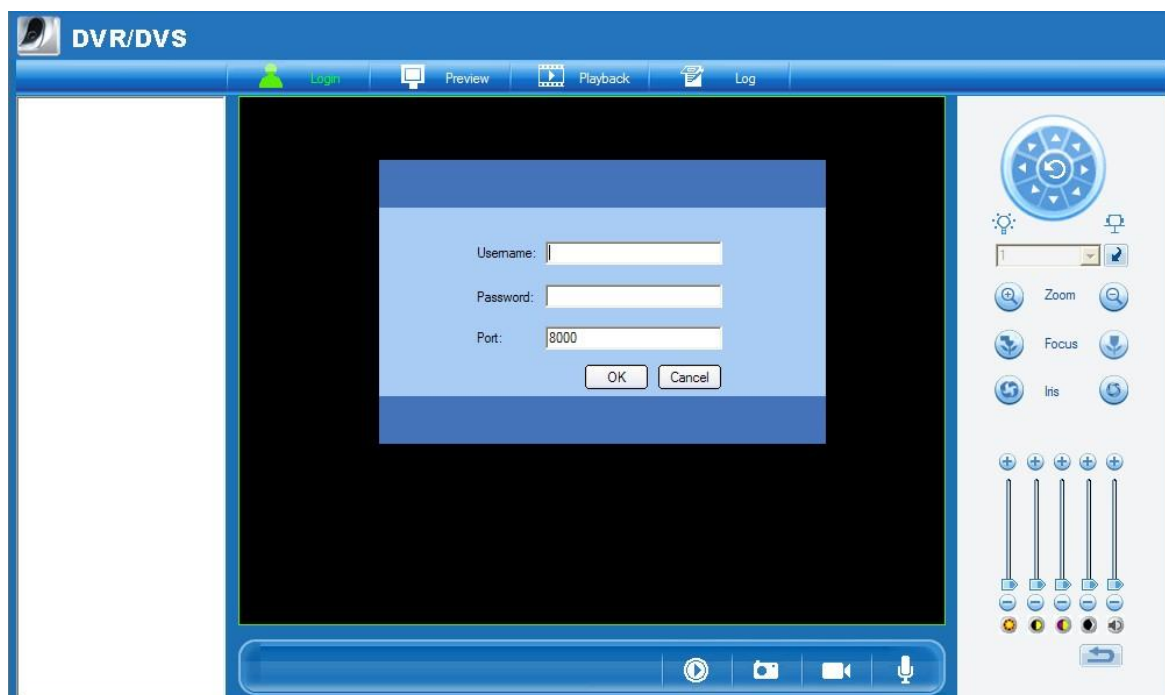 DVR/DVS
Login Preview Playback Log
Username:
Password:
Port: 8000
OK Cancel
1
Zoom
Focus
Iris